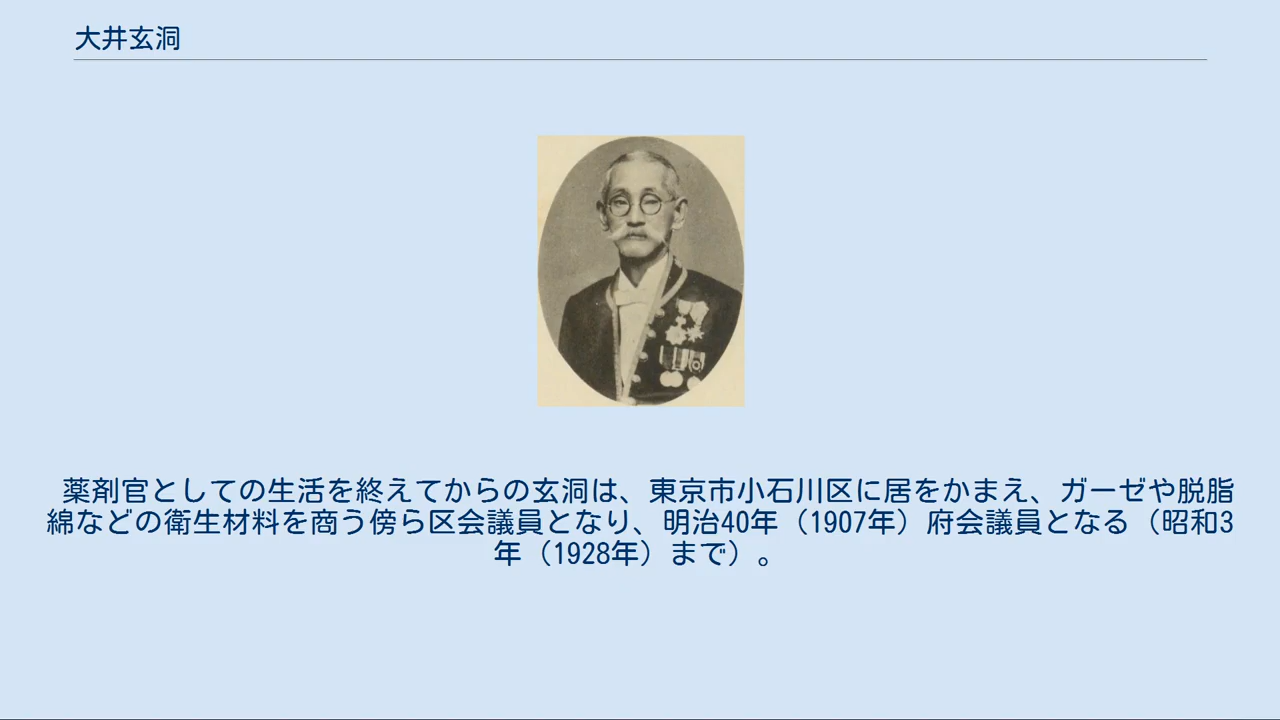 大井玄洞
薬剤官としての生活を終えてからの玄洞は、東京市小石川区に居をかまえ、ガーゼや脱脂
綿などの衛生材料を商う傍ら区会議員となり、明治40年（1907年）府会議員となる（昭和3
年（1928年）まで）。